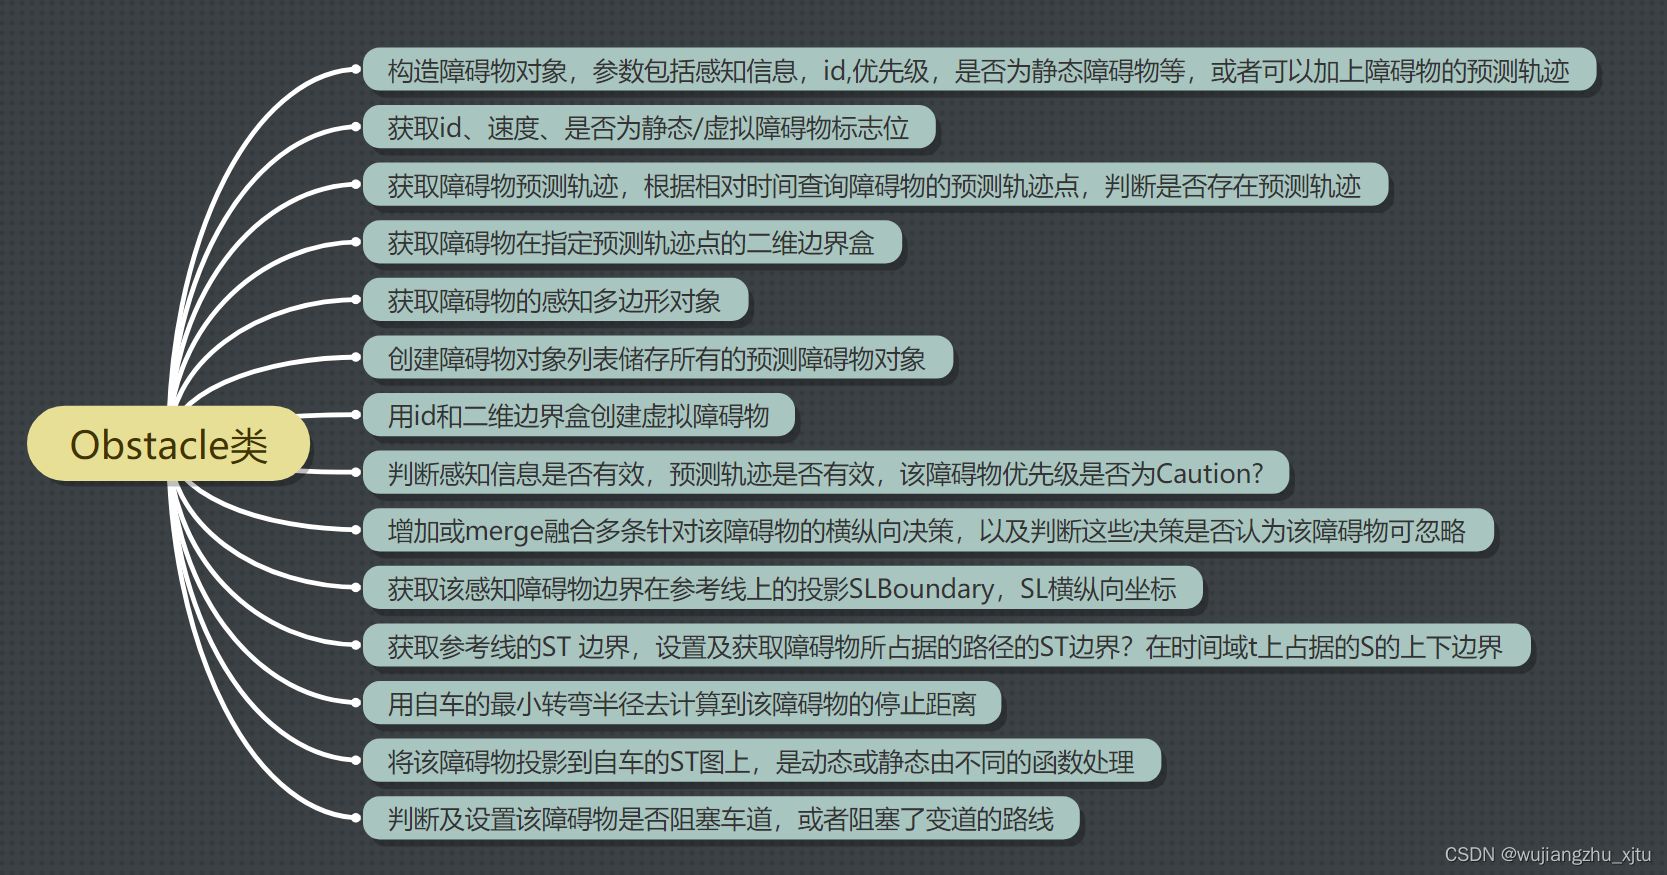 构造障碍物对象，参数包括感知信息，id,优先级，是否为静态障碍物等，或者可以加上障碍物的预测轨迹
获取id、速度、是否为静态/虚拟障碍物标志位
获取障碍物预测轨迹，根据相对时间查询障碍物的预测轨迹点，判断是否存在预测轨迹
获取障碍物在指定预测轨迹点的二维边界盒
获取障碍物的感知多边形对象
创建障碍物对象列表储存所有的预测障碍物对象
用id和二维边界盒创建虚拟障碍物
Obstacle类
判断感知信息是否有效，预测轨迹是否有效，该障碍物优先级是否为Caution?
增加或merge融合多条针对该障碍物的横纵向决策，以及判断这些决策是否认为该障碍物可忽略
获取该感知障碍物边界在参考线上的投影SLBoundary，SL横纵向坐标
获取参考线的ST 边界，设置及获取障碍物所占据的路径的ST边界？在时间域t上占据的S的上下边界
用自车的最小转弯半径去计算到该障碍物的停止距离
将该障碍物投影到自车的ST图上，是动态或静态由不同的函数处理
判断及设置该障碍物是否阻塞车道，或者阻塞了变道的路线
CSDN @wujiangzhu_xjtu